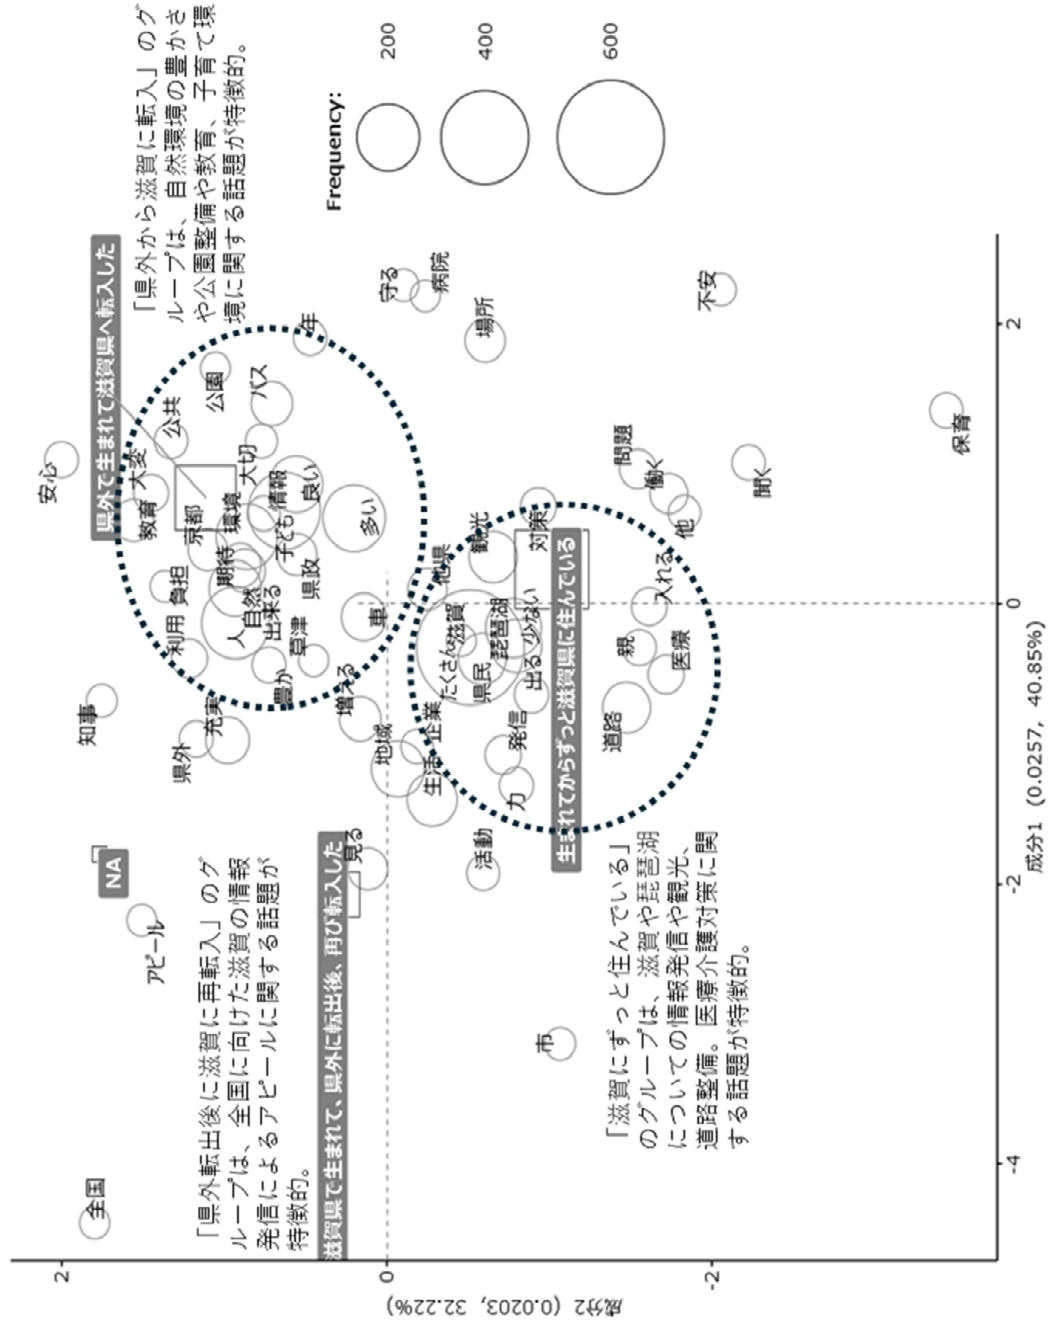 「県外から滋賀に転入」のグ
ループは、自然環境の豊かさ
や公園整備や教育、子育て環
境に関する話題が特徴的。
Frequency:
200
400
600
県外で生まれて滋賀県へ転入した
安心
大変
教育
公共
公園
バス
年
京都
環境
大切
情報
良い
子ども
多い
期待
県政
負担
人
自然
出来る
利用
草津
車
豊か
増える
知事
県外
充実
地域
守る
病院
場所
不安
保育
問題
働く
聞く
他
観光
対策
他県
滋賀
たくさん
琵琶湖
少ない
県民
出る
生まれてからずっと滋賀県に住んでいる
入れる
親
医療
道路
企業
発信
生活
力
活動
見る
NA
アピール
滋賀県で生まれて、県外に転出後、再び転入した
市
全国
「県外転出後に滋賀に再転入」のグ
ループは、全国に向けた滋賀の情報
発信によるアピールに関する話題が
特徴的。
「滋賀にずっと住んでいる」
のグループは、滋賀や琵琶湖
についての情報発信や観光、
道路整備。医療介護対策に関
する話題が特徴的。
2
0
-2
成分2 (0.0203, 32.22%)
-4
-2
0
2
成分1 (0.0257, 40.85%)